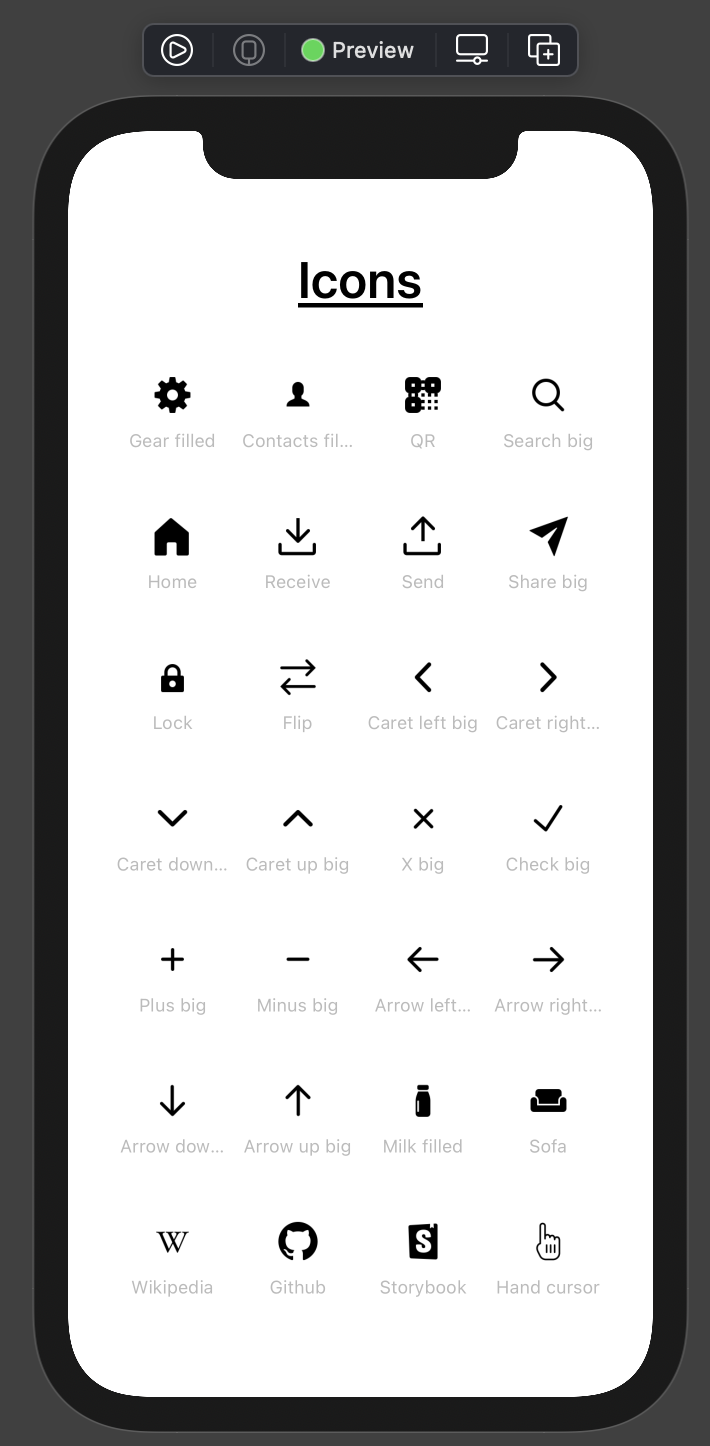 Preview
Icons
Gear filled Contacts fil... QR Search big
Home Receive Send Share big
Lock Flip Caret left big Caret right...
Caret down... Caret up big X big Check big
Plus big Minus big Arrow left... Arrow right...
Arrow dow... Arrow up big Milk filled Sofa
W S
Wikipedia Github Storybook Hand cursor